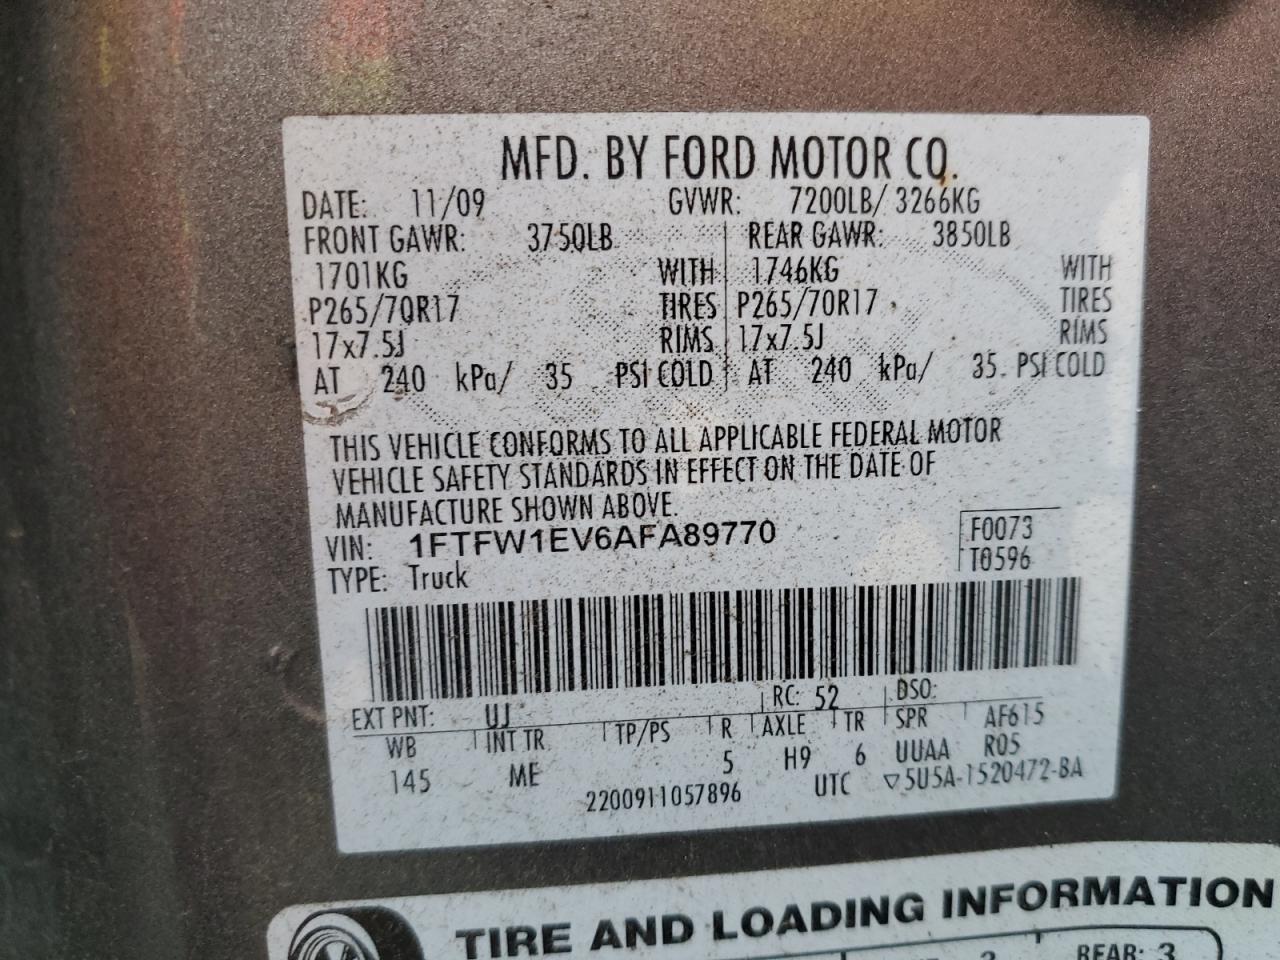 MFD. BY FORD MOTOR CO.
DATE: 11/09 GVWR: 7200LB/ 3266KG
FRONT GAWR: 3750LB REAR GAWR: 3850LB
1701KG WITH 1746KG WITH
P265/70R17 TIRES P265/70R17 TIRES
17x7.5J RIMS 17x7.5J RIMS
AT 240 kPa/ 35 PSI COLD AT 240 kPa/ 35 PSI COLD
THIS VEHICLE CONFORMS TO ALL APPLICABLE FEDERAL MOTOR
VEHICLE SAFETY STANDARDS IN EFFECT ON THE DATE OF
MANUFACTURE SHOWN ABOVE.
VIN: 1FTFW1EV6AFA89770 F0073
TYPE: Truck T0596
EXT PNT: UJ RC: 52 DSO:
WB INT TR TP/PS R AXLE TR SPR AF615
145 ME 5 H9 6 UUAA R05
2200911057896 UTC ▽5U5A-1520472-BA
TIRE AND LOADING INFORMATION
REAR: 3